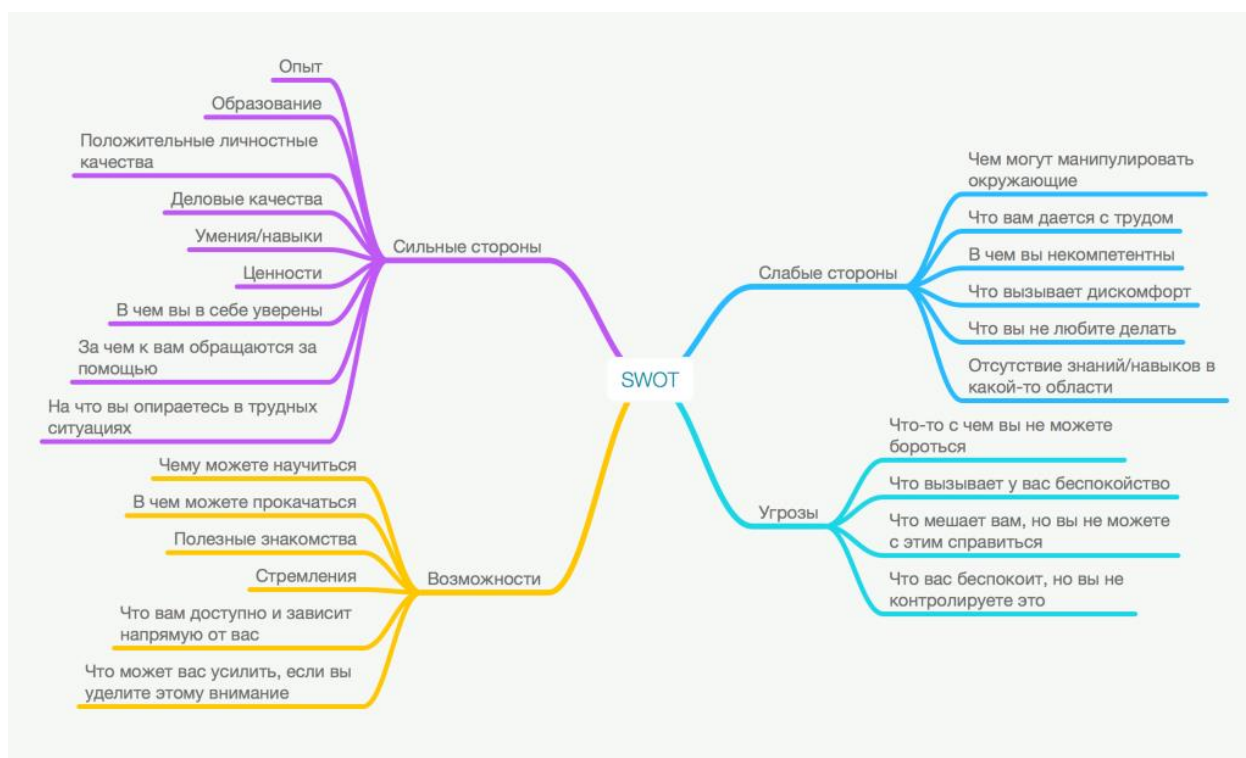 Опыт
Образование
Положительные личностные
качества
Деловые качества
Умения/навыки
Ценности
В чем вы в себе уверены
За чем к вам обращаются за
помощью
На что вы опираетесь в трудных
ситуациях
Сильные стороны
Чему можете научиться
В чем можете прокачаться
Полезные знакомства
Стремления
Что вам доступно и зависит
напрямую от вас
Что может вас усилить, если вы
уделите этому внимание
Возможности
SWOT
Слабые стороны
Чем могут манипулировать
окружающие
Что вам дается с трудом
В чем вы некомпетентны
Что вызывает дискомфорт
Что вы не любите делать
Отсутствие знаний/навыков в
какой-то области
Угрозы
Что-то с чем вы не можете
бороться
Что вызывает у вас беспокойство
Что мешает вам, но вы не можете
с этим справиться
Что вас беспокоит, но вы не
контролируете это